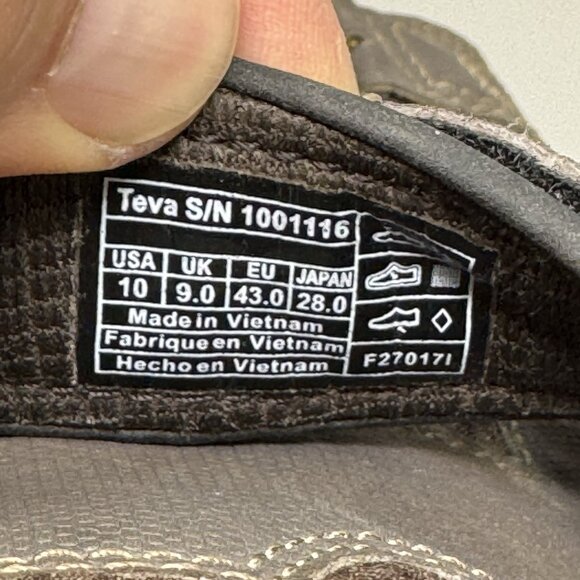 Teva S/N 1001116
USA UK EU JAPAN
10 9.0 43.0 28.0
Made in Vietnam
Fabrique en Vietnam
Hecho en Vietnam
F27017I